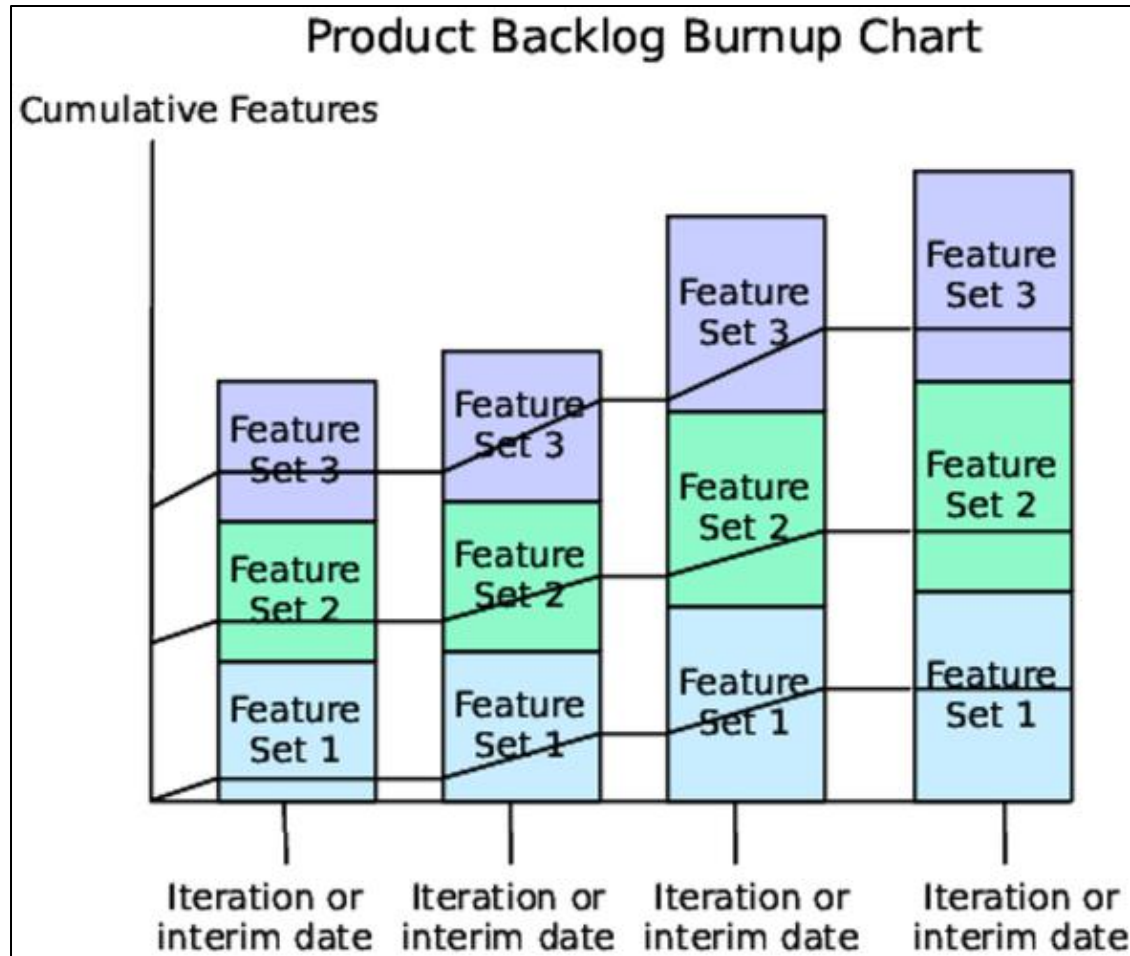 Product Backlog Burnup Chart
Cumulative Features
Feature
Set 3
Feature
Set 2
Feature
Set 1
Feature
Set 3
Feature
Set 2
Feature
Set 1
Feature
Set 3
Feature
Set 2
Feature
Set 1
Feature
Set 3
Feature
Set 2
Feature
Set 1
Iteration or
interim date
Iteration or
interim date
Iteration or
interim date
Iteration or
interim date